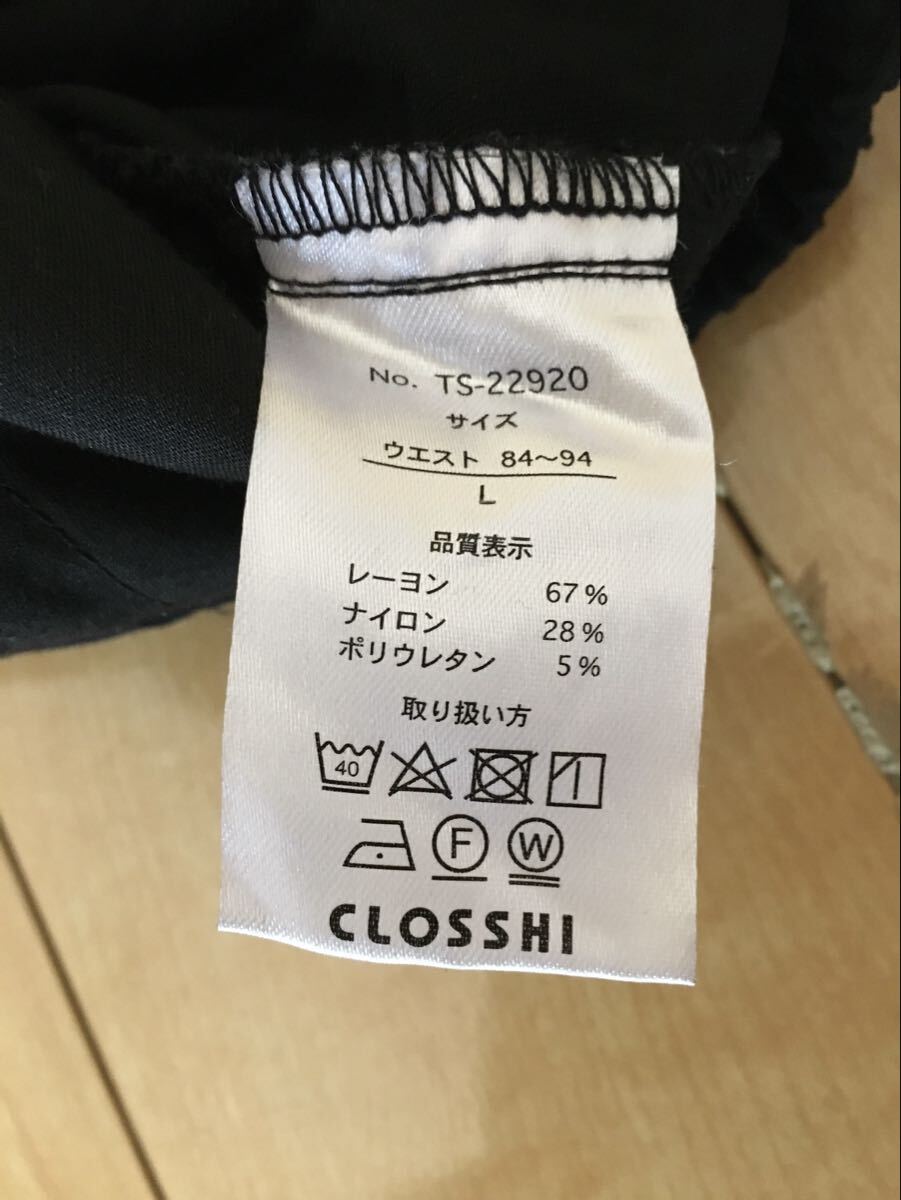 No. TS-22920
サイズ
ウエスト 84〜94
L
品質表示
レーヨン 67%
ナイロン 28%
ポリウレタン 5%
取り扱い方
40
F W
CLOSSHI